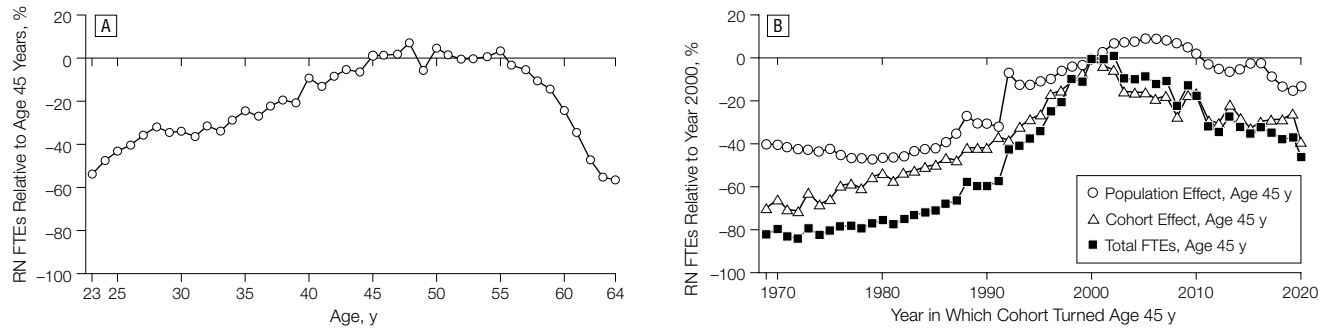 A
RN FTEs Relative to Age 45 Years, %
20
0
−20
−40
−60
−80
−100
23 25 30 35 40 45 50 55 60 64
Age, y
B
RN FTEs Relative to Year 2000, %
20
0
−20
−40
−60
−80
−100
1970 1980 1990 2000 2010 2020
Year in Which Cohort Turned Age 45 y
Population Effect, Age 45 y
Cohort Effect, Age 45 y
Total FTEs, Age 45 y